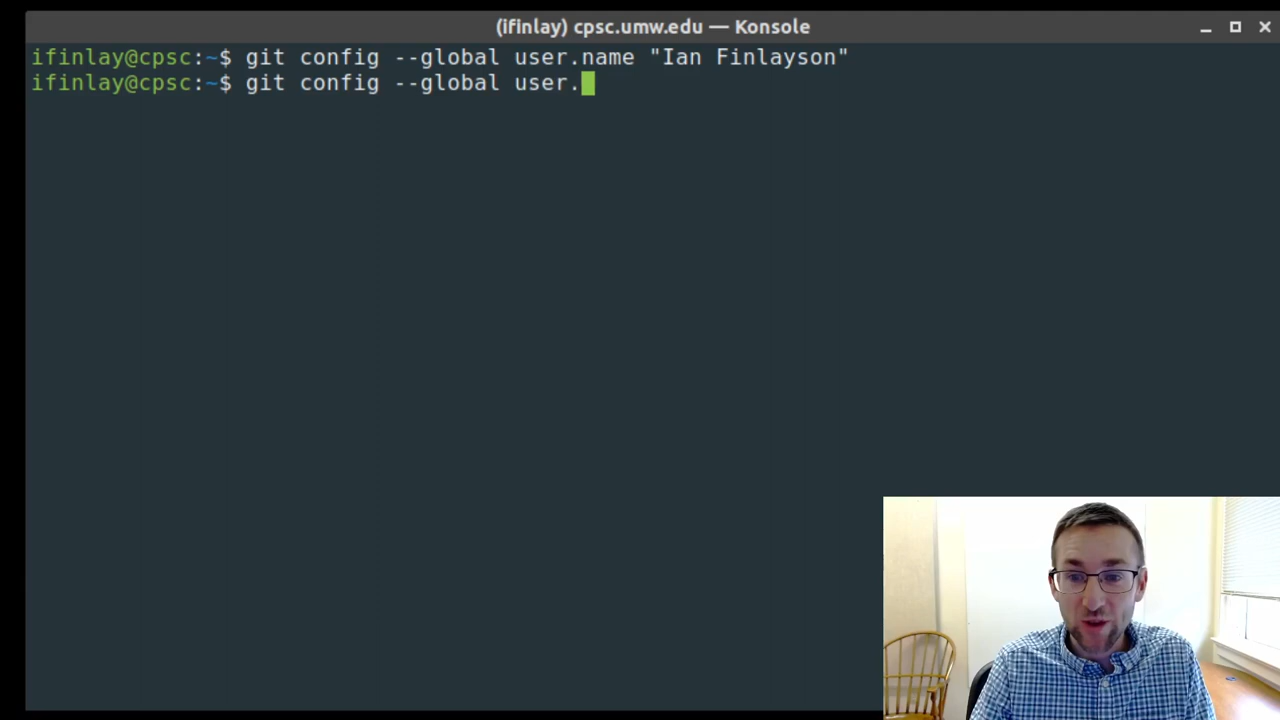 (ifinlay) cpsc.umw.edu — Konsole
ifinlay@cpsc:~$ git config --global user.name "Ian Finlayson"
ifinlay@cpsc:~$ git config --global user.